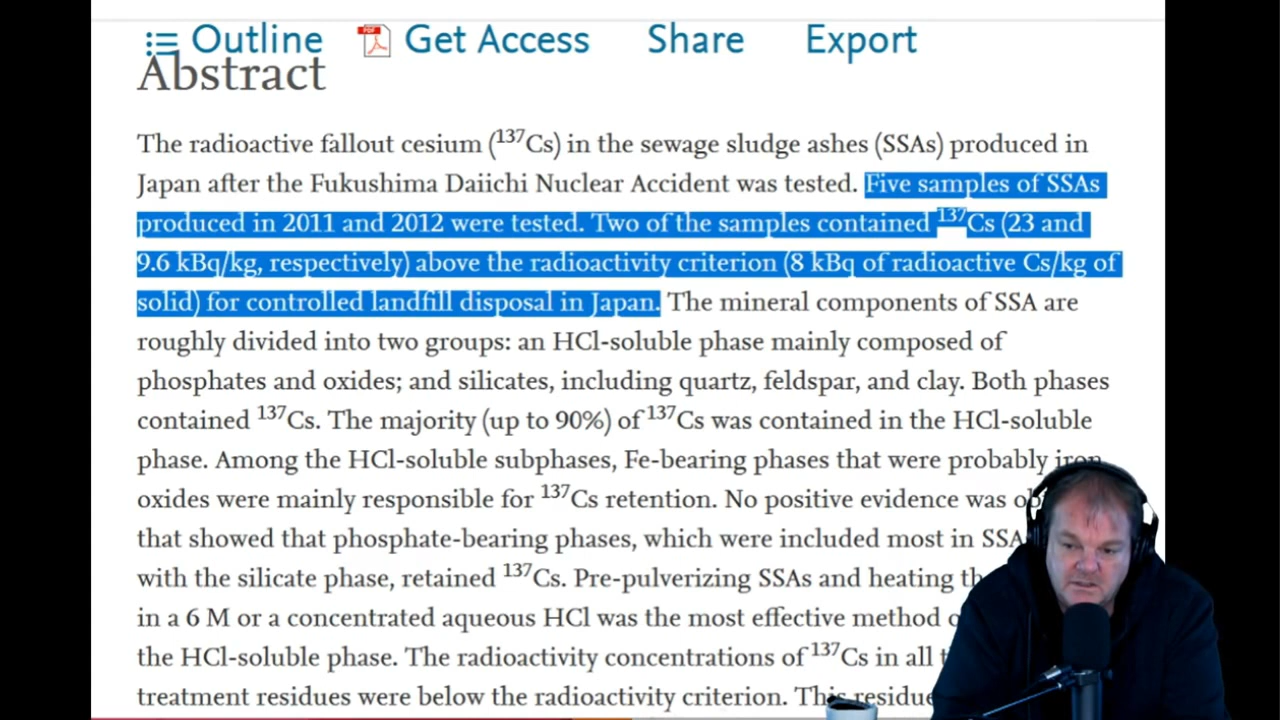 Outline Get Access Share Export
Abstract
The radioactive fallout cesium (¹³⁷Cs) in the sewage sludge ashes (SSAs) produced in
Japan after the Fukushima Daiichi Nuclear Accident was tested. Five samples of SSAs
produced in 2011 and 2012 were tested. Two of the samples contained ¹³⁷Cs (23 and
9.6 kBq/kg, respectively) above the radioactivity criterion (8 kBq of radioactive Cs/kg of
solid) for controlled landfill disposal in Japan. The mineral components of SSA are
roughly divided into two groups: an HCl-soluble phase mainly composed of
phosphates and oxides; and silicates, including quartz, feldspar, and clay. Both phases
contained ¹³⁷Cs. The majority (up to 90%) of ¹³⁷Cs was contained in the HCl-soluble
phase. Among the HCl-soluble subphases, Fe-bearing phases that were probably iron
oxides were mainly responsible for ¹³⁷Cs retention. No positive evidence was
that showed that phosphate-bearing phases, which were included most in SSA
with the silicate phase, retained ¹³⁷Cs. Pre-pulverizing SSAs and heating
in a 6 M or a concentrated aqueous HCl was the most effective method
the HCl-soluble phase. The radioactivity concentrations of ¹³⁷Cs in all
treatment residues were below the radioactivity criterion. This residue